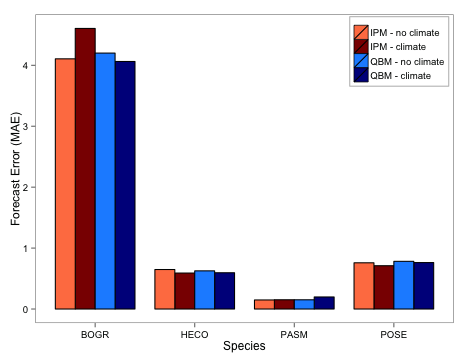 IPM - no climate
IPM - climate
QBM - no climate
QBM - climate
Forecast Error (MAE)
4
3
2
1
0
BOGR HECO PASM POSE
Species